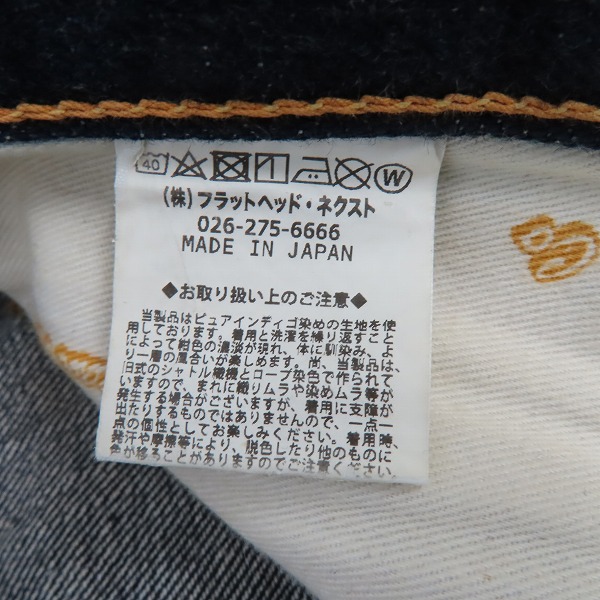 40 W
(株)フラットヘッド・ネクスト
026-275-6666
MADE IN JAPAN
◆お取り扱い上のご注意◆
当製品はピュアインディゴ染めの生地を使
用しております。着用と洗濯を繰り返すこと
によって紺色の濃淡が現れ、体に馴染み、よ
り一層の風合いが楽しめます。尚、当製品は、
旧式のシャトル織機とロープ染色で作られて
いますので、まれに織りムラや染めムラ等が
発生する場合がございますが、着用に支障が
出たりするものではありませんので、一点一
点の個性としてお楽しみください。着用時、
発汗や摩擦等により、脱色したり他のものに
色が移ることがありますのでご注意ください。